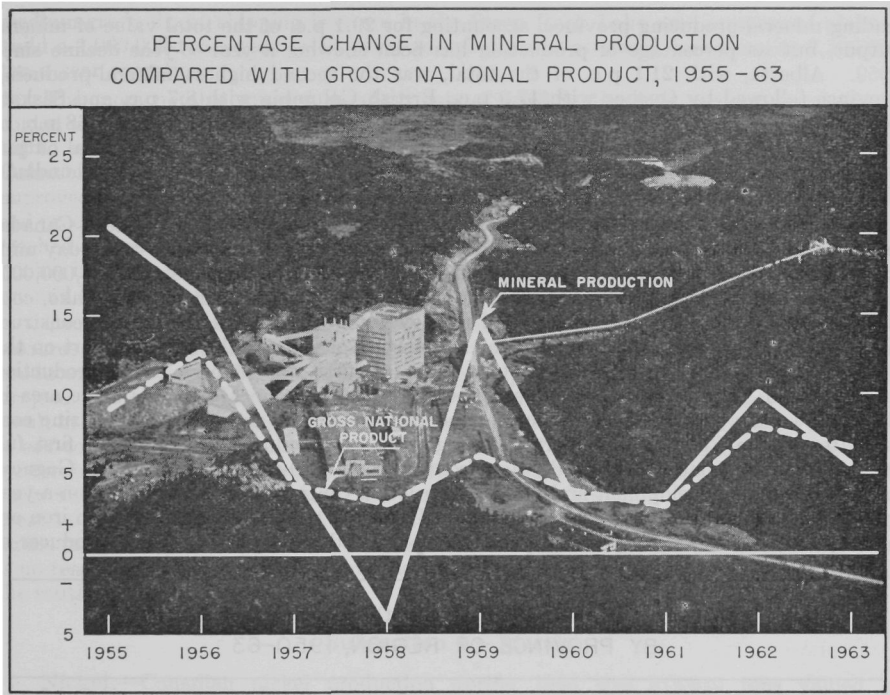 PERCENTAGE CHANGE IN MINERAL PRODUCTION
COMPARED WITH GROSS NATIONAL PRODUCT, 1955-63
PERCENT
25
20
15
10
5
+
0
−
5
MINERAL PRODUCTION
GROSS NATIONAL
PRODUCT
1955 1956 1957 1958 1959 1960 1961 1962 1963